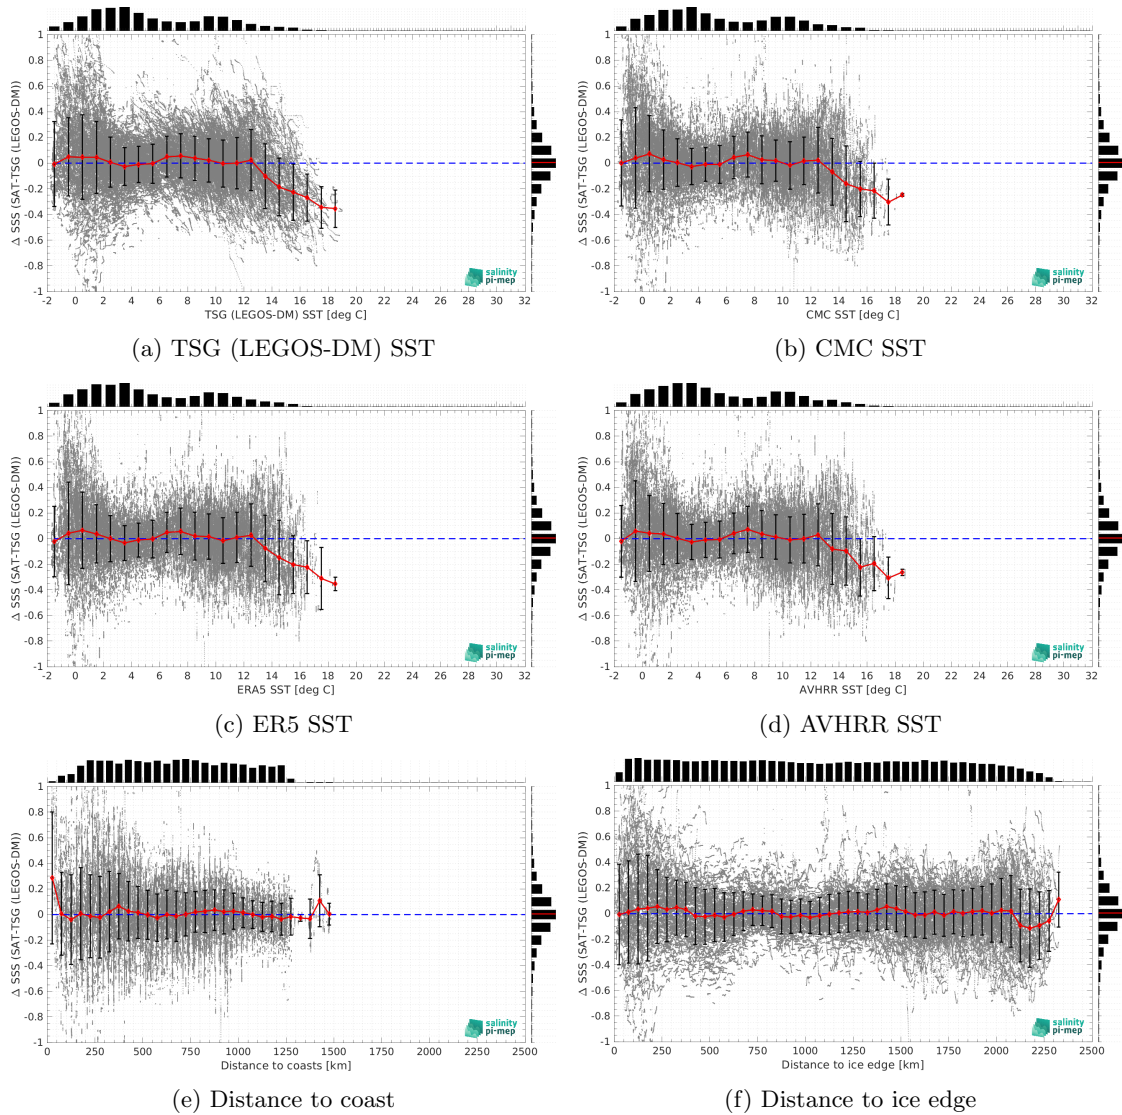 1
0.8
0.6
0.4
0.2
0
-0.2
-0.4
-0.6
-0.8
-1
Δ SSS (SAT-TSG (LEGOS-DM))
salinity
pi-mep
-2 0 2 4 6 8 10 12 14 16 18 20 22 24 26 28 30 32
TSG (LEGOS-DM) SST [deg C]
(a) TSG (LEGOS-DM) SST
1
0.8
0.6
0.4
0.2
0
-0.2
-0.4
-0.6
-0.8
-1
Δ SSS (SAT-TSG (LEGOS-DM))
salinity
pi-mep
-2 0 2 4 6 8 10 12 14 16 18 20 22 24 26 28 30 32
CMC SST [deg C]
(b) CMC SST
1
0.8
0.6
0.4
0.2
0
-0.2
-0.4
-0.6
-0.8
-1
Δ SSS (SAT-TSG (LEGOS-DM))
salinity
pi-mep
-2 0 2 4 6 8 10 12 14 16 18 20 22 24 26 28 30 32
ERA5 SST [deg C]
(c) ER5 SST
1
0.8
0.6
0.4
0.2
0
-0.2
-0.4
-0.6
-0.8
-1
Δ SSS (SAT-TSG (LEGOS-DM))
salinity
pi-mep
-2 0 2 4 6 8 10 12 14 16 18 20 22 24 26 28 30 32
AVHRR SST [deg C]
(d) AVHRR SST
1
0.8
0.6
0.4
0.2
0
-0.2
-0.4
-0.6
-0.8
-1
Δ SSS (SAT-TSG (LEGOS-DM))
salinity
pi-mep
0 250 500 750 1000 1250 1500 1750 2000 2250 2500
Distance to coasts [km]
(e) Distance to coast
1
0.8
0.6
0.4
0.2
0
-0.2
-0.4
-0.6
-0.8
-1
Δ SSS (SAT-TSG (LEGOS-DM))
salinity
pi-mep
0 250 500 750 1000 1250 1500 1750 2000 2250 2500
Distance to ice edge [km]
(f) Distance to ice edge